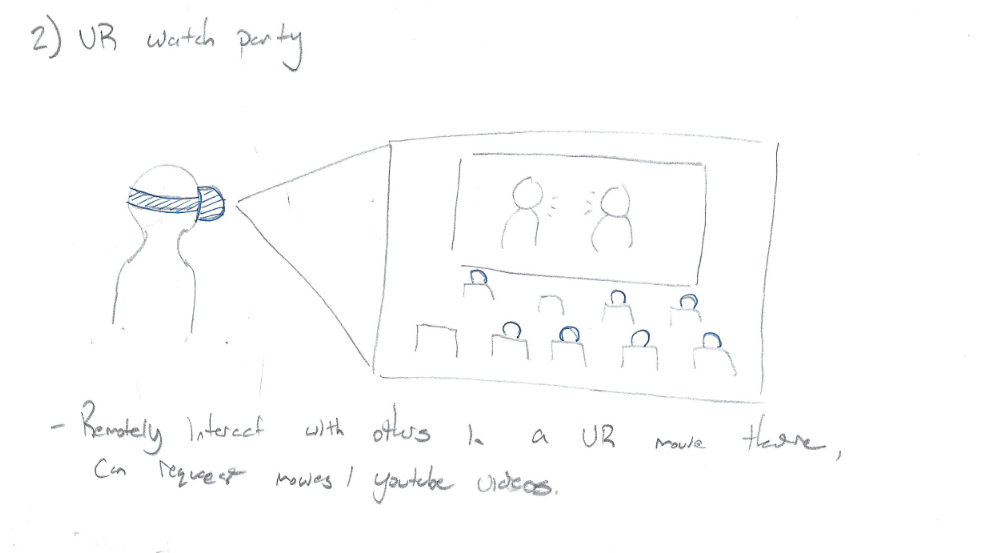 2) VR watch party
- Remotely interact with others in a VR movie theatre,
Can request movies / youtube videos.